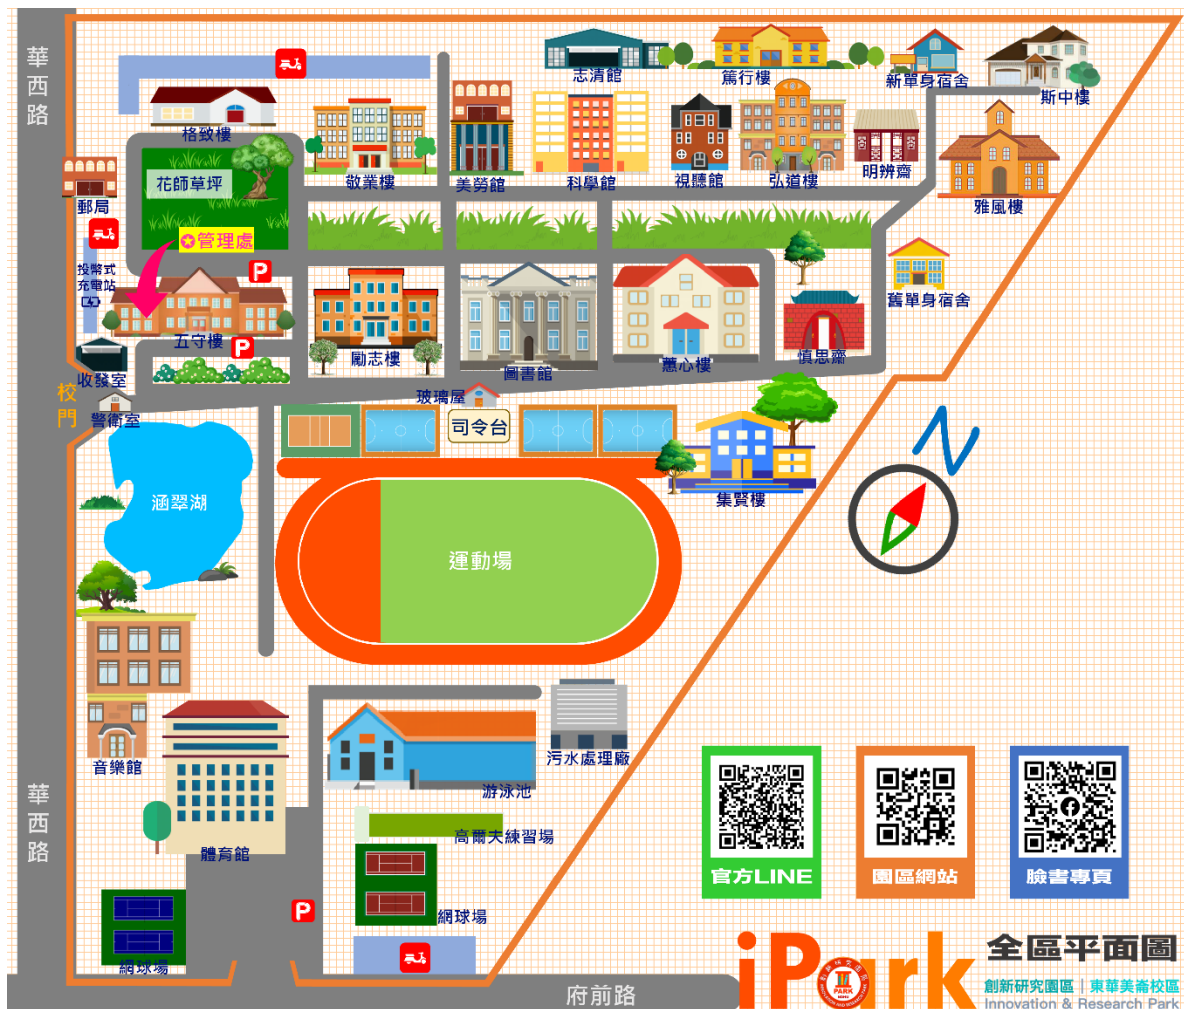 華西路
志清館
篤行樓
新單身宿舍
斯中樓
格致樓
敬業樓
美勞館
科學館
視聽館
弘道樓
明辨齋
雅風樓
花師草坪
郵局
管理處
投幣式
充電站
P
五守樓
P
勵志樓
圖書館
蕙心樓
慎思齋
舊單身宿舍
收發室
校門
警衛室
玻璃屋
司令台
集賢樓
N
涵翠湖
運動場
音樂館
華西路
體育館
游泳池
污水處理廠
高爾夫練習場
網球場
P
網球場
府前路
官方LINE
園區網站
臉書專頁
iPark
全區平面圖
創新研究園區 | 東華美崙校區
Innovation & Research Park